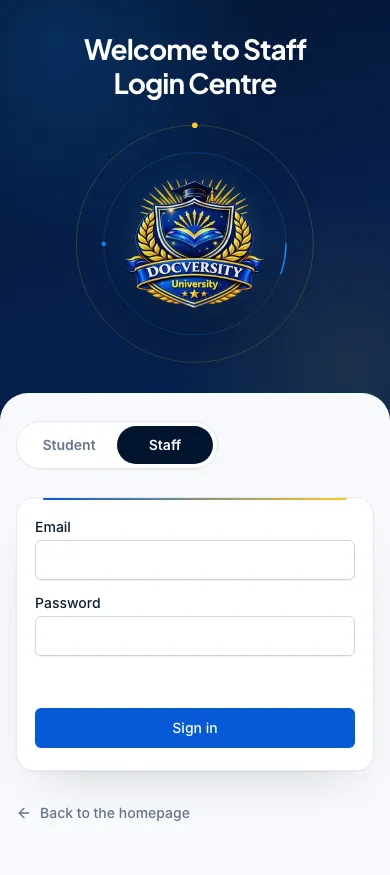 Welcome to Staff
Login Centre
DOCVERSITY
University
Student
Staff
Email
Password
Sign in
Back to the homepage